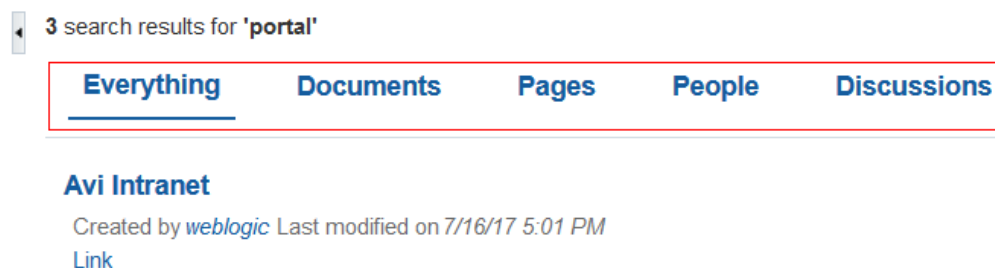 3 search results for 'portal'
Everything Documents Pages People Discussions
Avi Intranet
Created by weblogic Last modified on 7/16/17 5:01 PM
Link